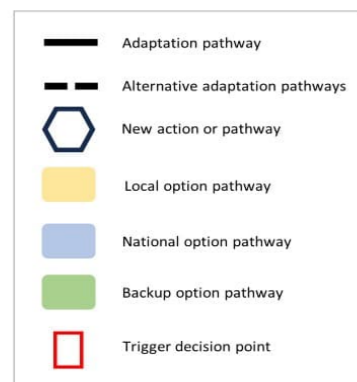 Adaptation pathway
Alternative adaptation pathways
New action or pathway
Local option pathway
National option pathway
Backup option pathway
Trigger decision point